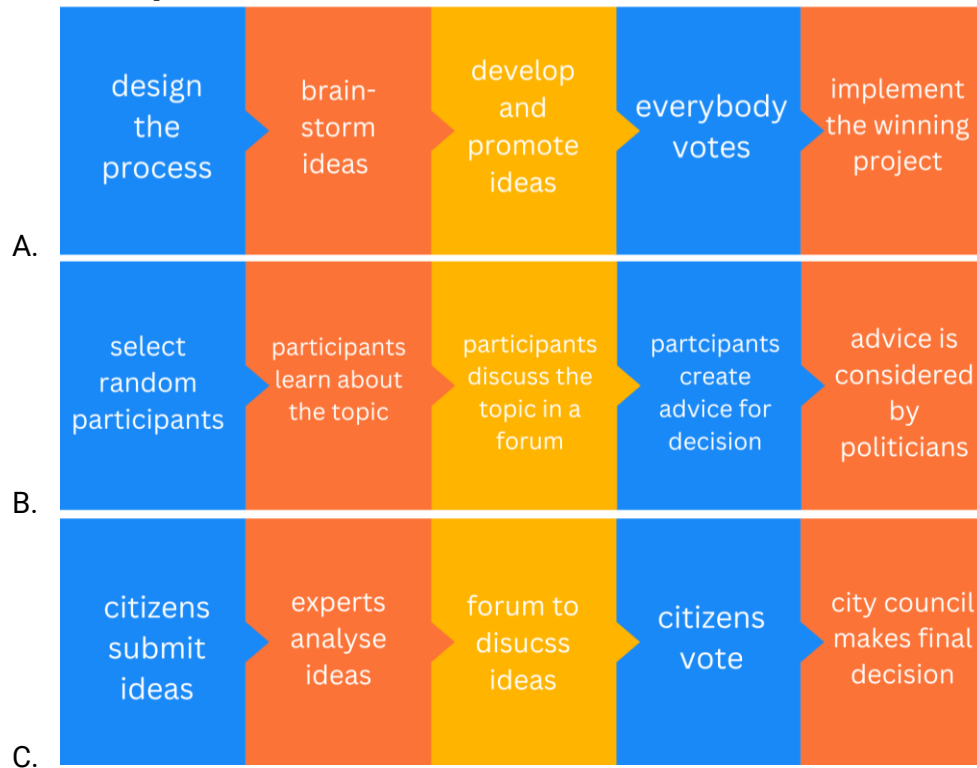 design
the
process
brain-
storm
ideas
develop
and
promote
ideas
everybody
votes
implement
the winning
project
A.
select
random
participants
participants
learn about
the topic
participants
discuss the
topic in a
forum
partcipants
create
advice for
decision
advice is
considered
by
politicians
B.
citizens
submit
ideas
experts
analyse
ideas
forum to
disucss
ideas
citizens
vote
city council
makes final
decision
C.